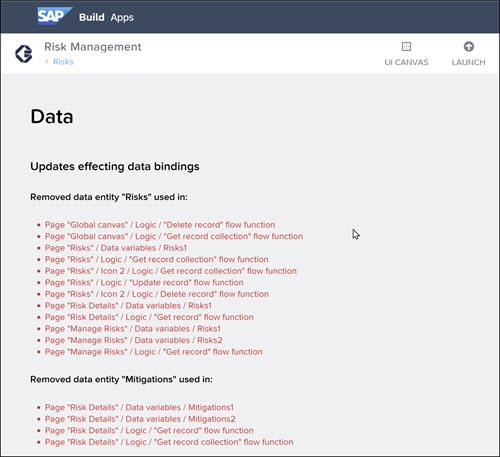 SAP Build Apps
Risk Management
› Risks
UI CANVAS
LAUNCH
Data
Updates effecting data bindings
Removed data entity "Risks" used in:
• Page "Global canvas" / Logic / "Delete record" flow function
• Page "Global canvas" / Logic / "Get record collection" flow function
• Page "Risks" / Data variables / Risks1
• Page "Risks" / Logic / "Get record collection" flow function
• Page "Risks" / Icon 2 / Logic / Get record collection" flow function
• Page "Risks" / Logic / "Update record" flow function
• Page "Risks" / Icon 2 / Logic / Delete record" flow function
• Page "Risk Details" / Data variables / Risks1
• Page "Risk Details" / Logic / "Get record" flow function
• Page "Manage Risks" / Data variables / Risks1
• Page "Manage Risks" / Data variables / Risks2
• Page "Manage Risks" / Logic / "Get record" flow function
Removed data entity "Mitigations" used in:
• Page "Risk Details" / Data variables / Mitigations1
• Page "Risk Details" / Data variables / Mitigations2
• Page "Risk Details" / Logic / "Get record" flow function
• Page "Risk Details" / Logic / "Get record collection" flow function